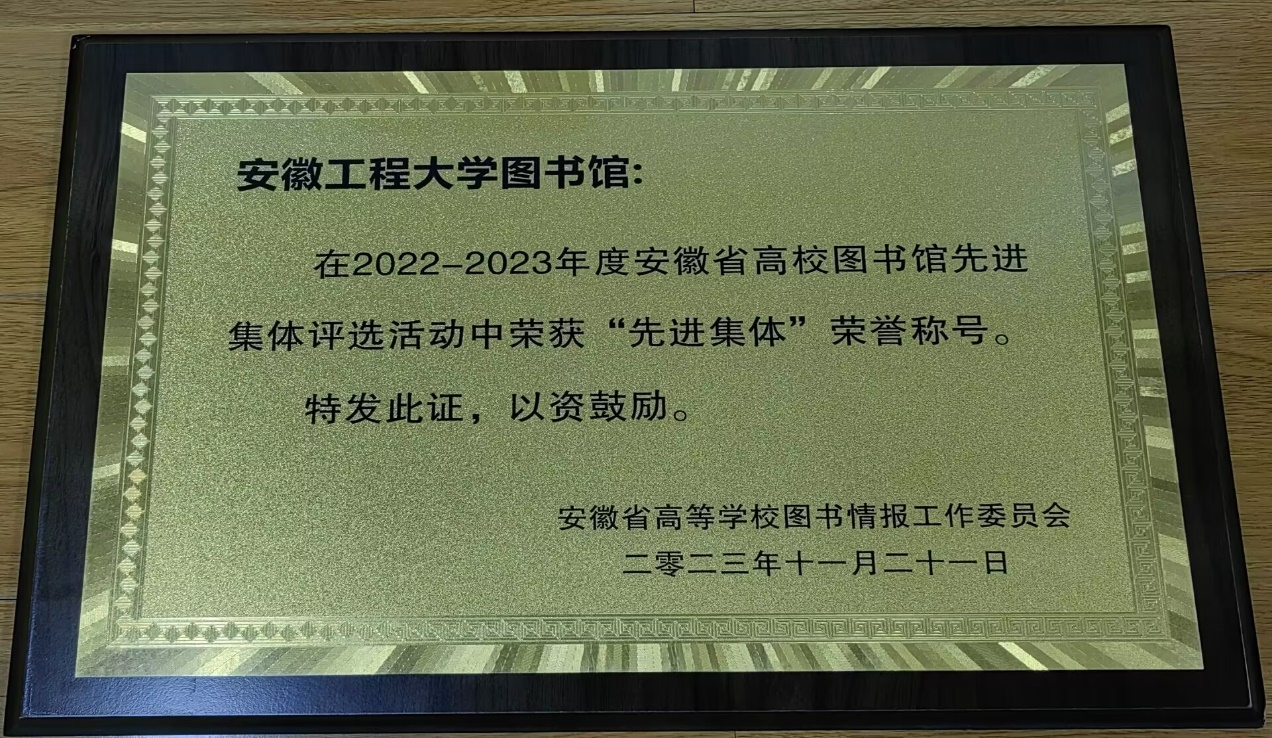 安徽工程大学图书馆:
在2022-2023年度安徽省高校图书馆先进
集体评选活动中荣获“先进集体”荣誉称号。
特发此证，以资鼓励。
安徽省高等学校图书情报工作委员会
二零二三年十一月二十一日